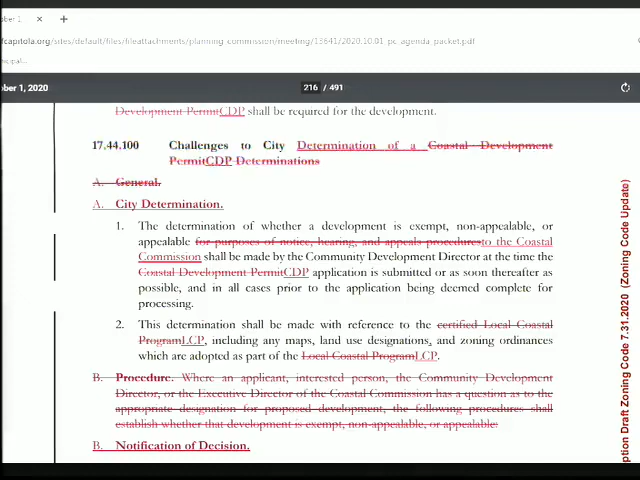 ber 1
fcapitola.org/sites/default/files/fileattachments/planning_commission/meeting/13641/2020.10.01_pc_agenda_packet.pdf
ber 1, 2020
216 / 491
Development PermitCDP shall be required for the development.
17.44.100 Challenges to City Determination of a Coastal Development
PermitCDP Determinations
A. General.
A. City Determination.
1. The determination of whether a development is exempt, non-appealable, or
appealable for purposes of notice, hearing, and appeals proceduresto the Coastal
Commission shall be made by the Community Development Director at the time the
Coastal Development PermitCDP application is submitted or as soon thereafter as
possible, and in all cases prior to the application being deemed complete for
processing.
2. This determination shall be made with reference to the certified Local Coastal
ProgramLCP, including any maps, land use designations, and zoning ordinances
which are adopted as part of the Local Coastal ProgramLCP.
B. Procedure. Where an applicant, interested person, the Community Development
Director, or the Executive Director of the Coastal Commission has a question as to the
appropriate designation for proposed development, the following procedures shall
establish whether that development is exempt, non-appealable, or appealable:
B. Notification of Decision.
ption Draft Zoning Code 7.31.2020 (Zoning Code Update)